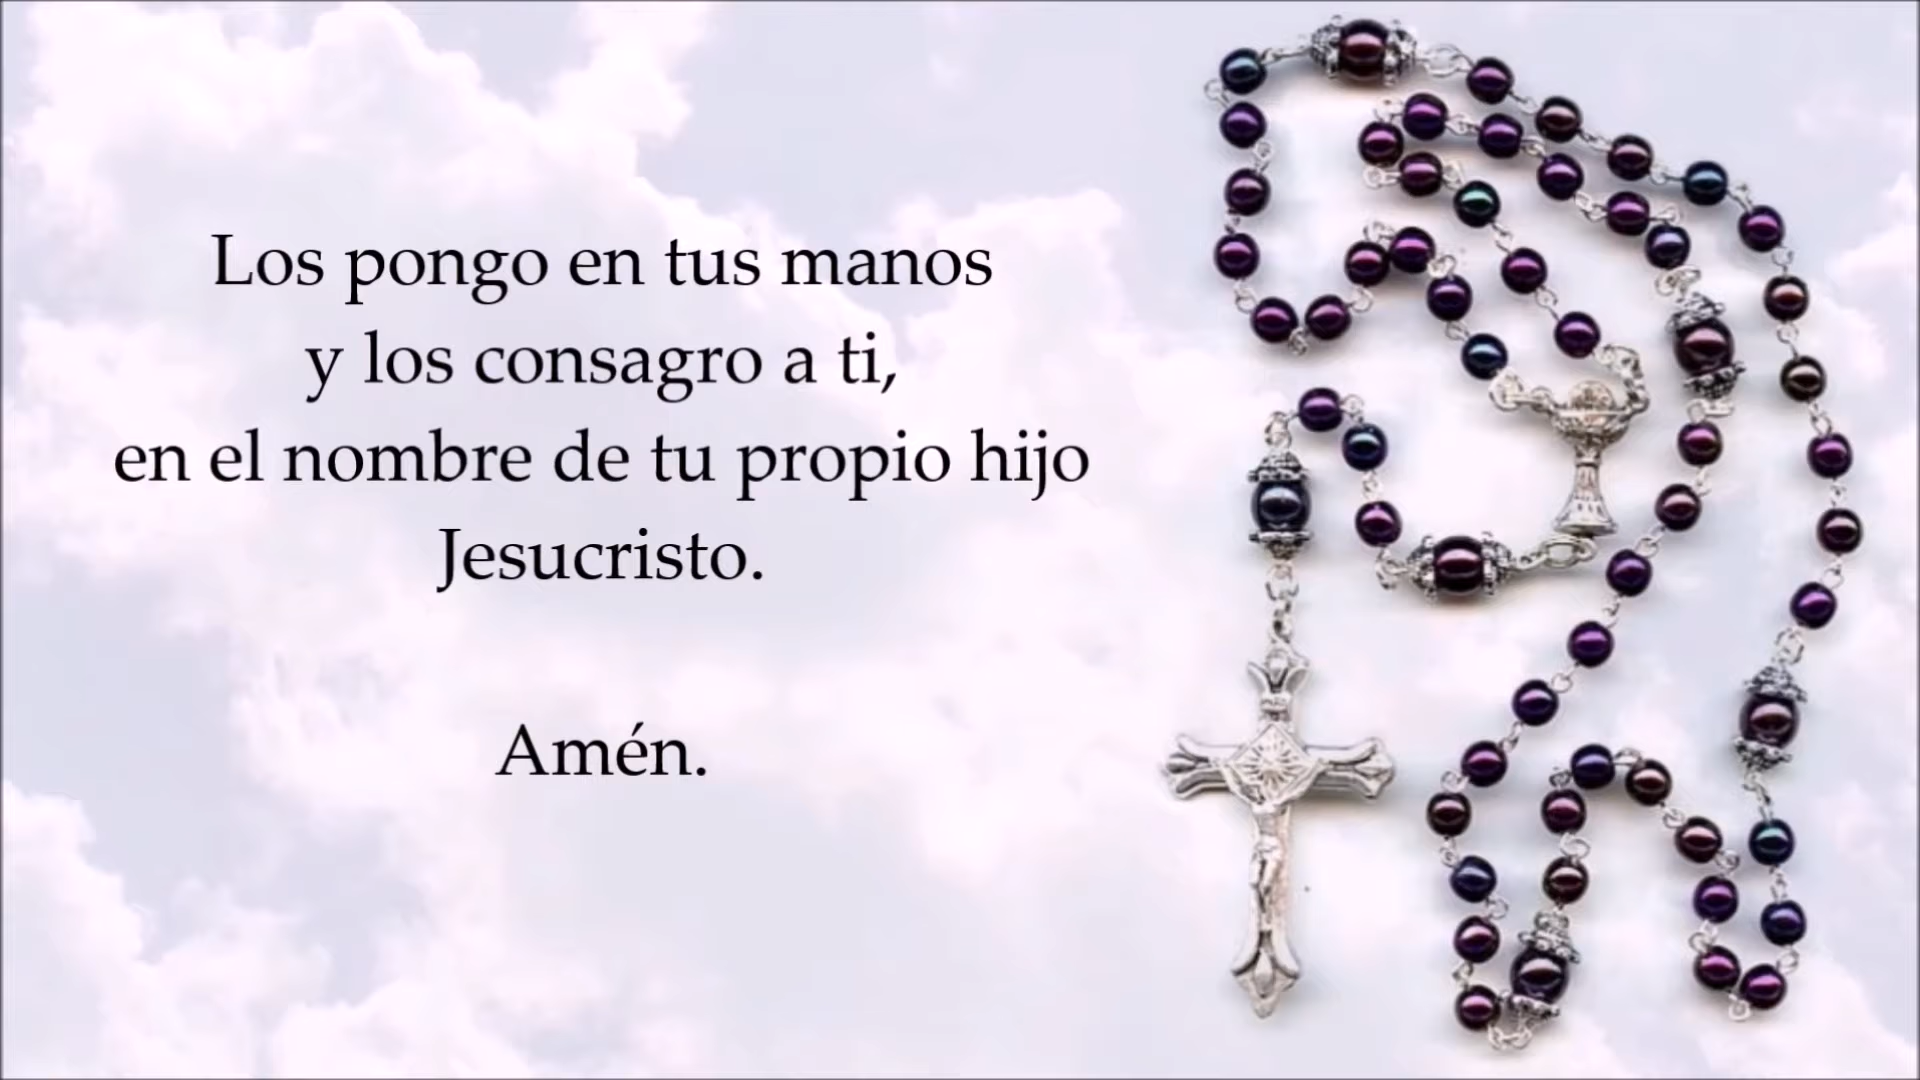 Los pongo en tus manos
y los consagro a ti,
en el nombre de tu propio hijo
Jesucristo.
Amén.